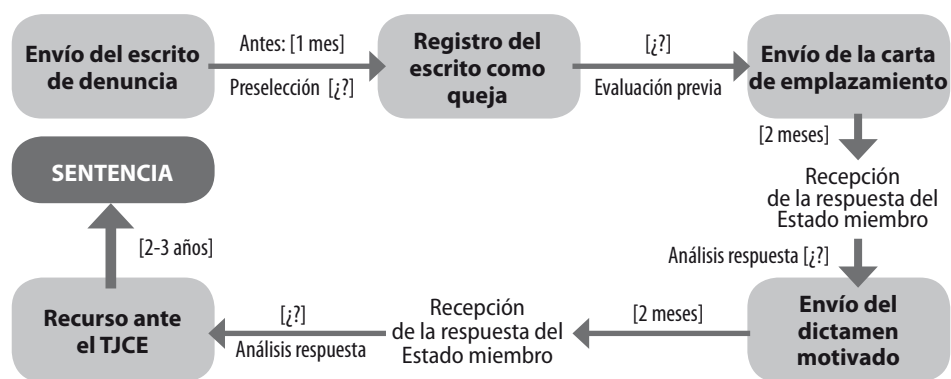 Envío del escrito
de denuncia
Antes: [1 mes]
Preselección [¿?]
Registro del
escrito como
queja
[¿?]
Evaluación previa
Envío de la carta
de emplazamiento
[2 meses]
Recepción
de la respuesta del
Estado miembro
Análisis respuesta [¿?]
Envío del
dictamen
motivado
[2 meses]
Recepción
de la respuesta del
Estado miembro
[¿?]
Análisis respuesta
Recurso ante
el TJCE
[2-3 años]
SENTENCIA